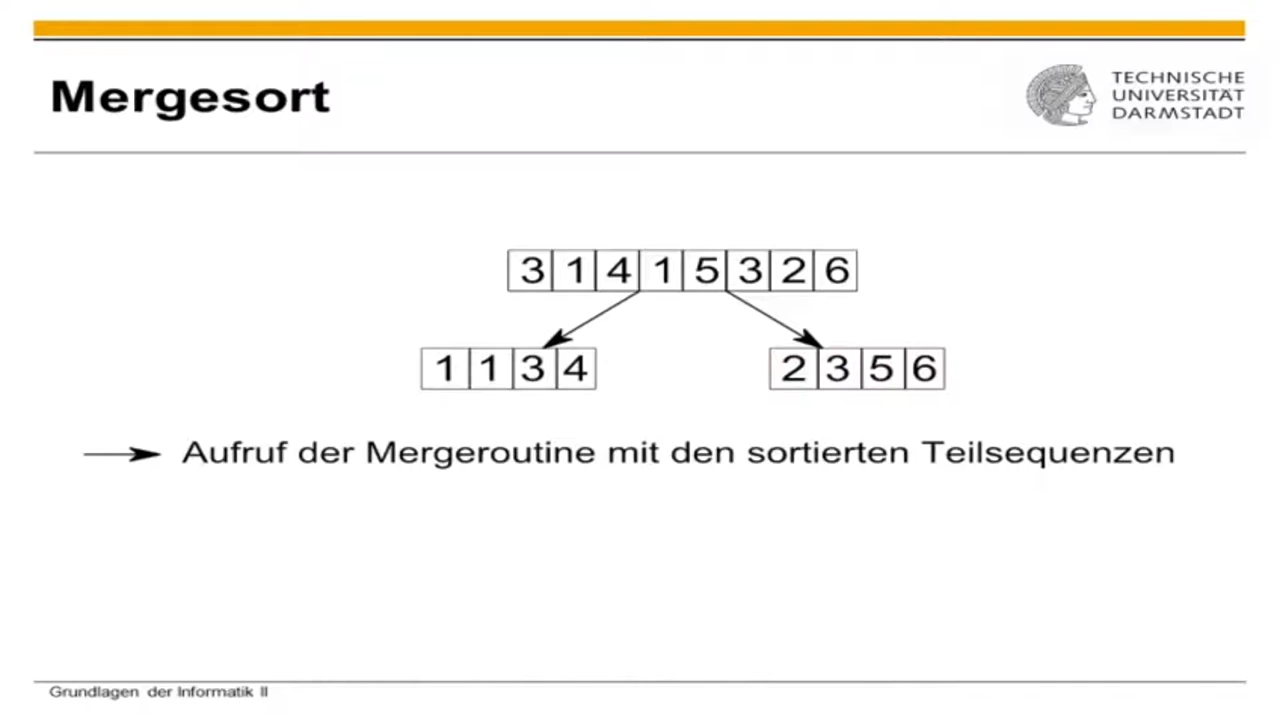 Mergesort
TECHNISCHE
UNIVERSITÄT
DARMSTADT
3 1 4 1 5 3 2 6
1 1 3 4 2 3 5 6
Aufruf der Mergeroutine mit den sortierten Teilsequenzen
Grundlagen der Informatik II